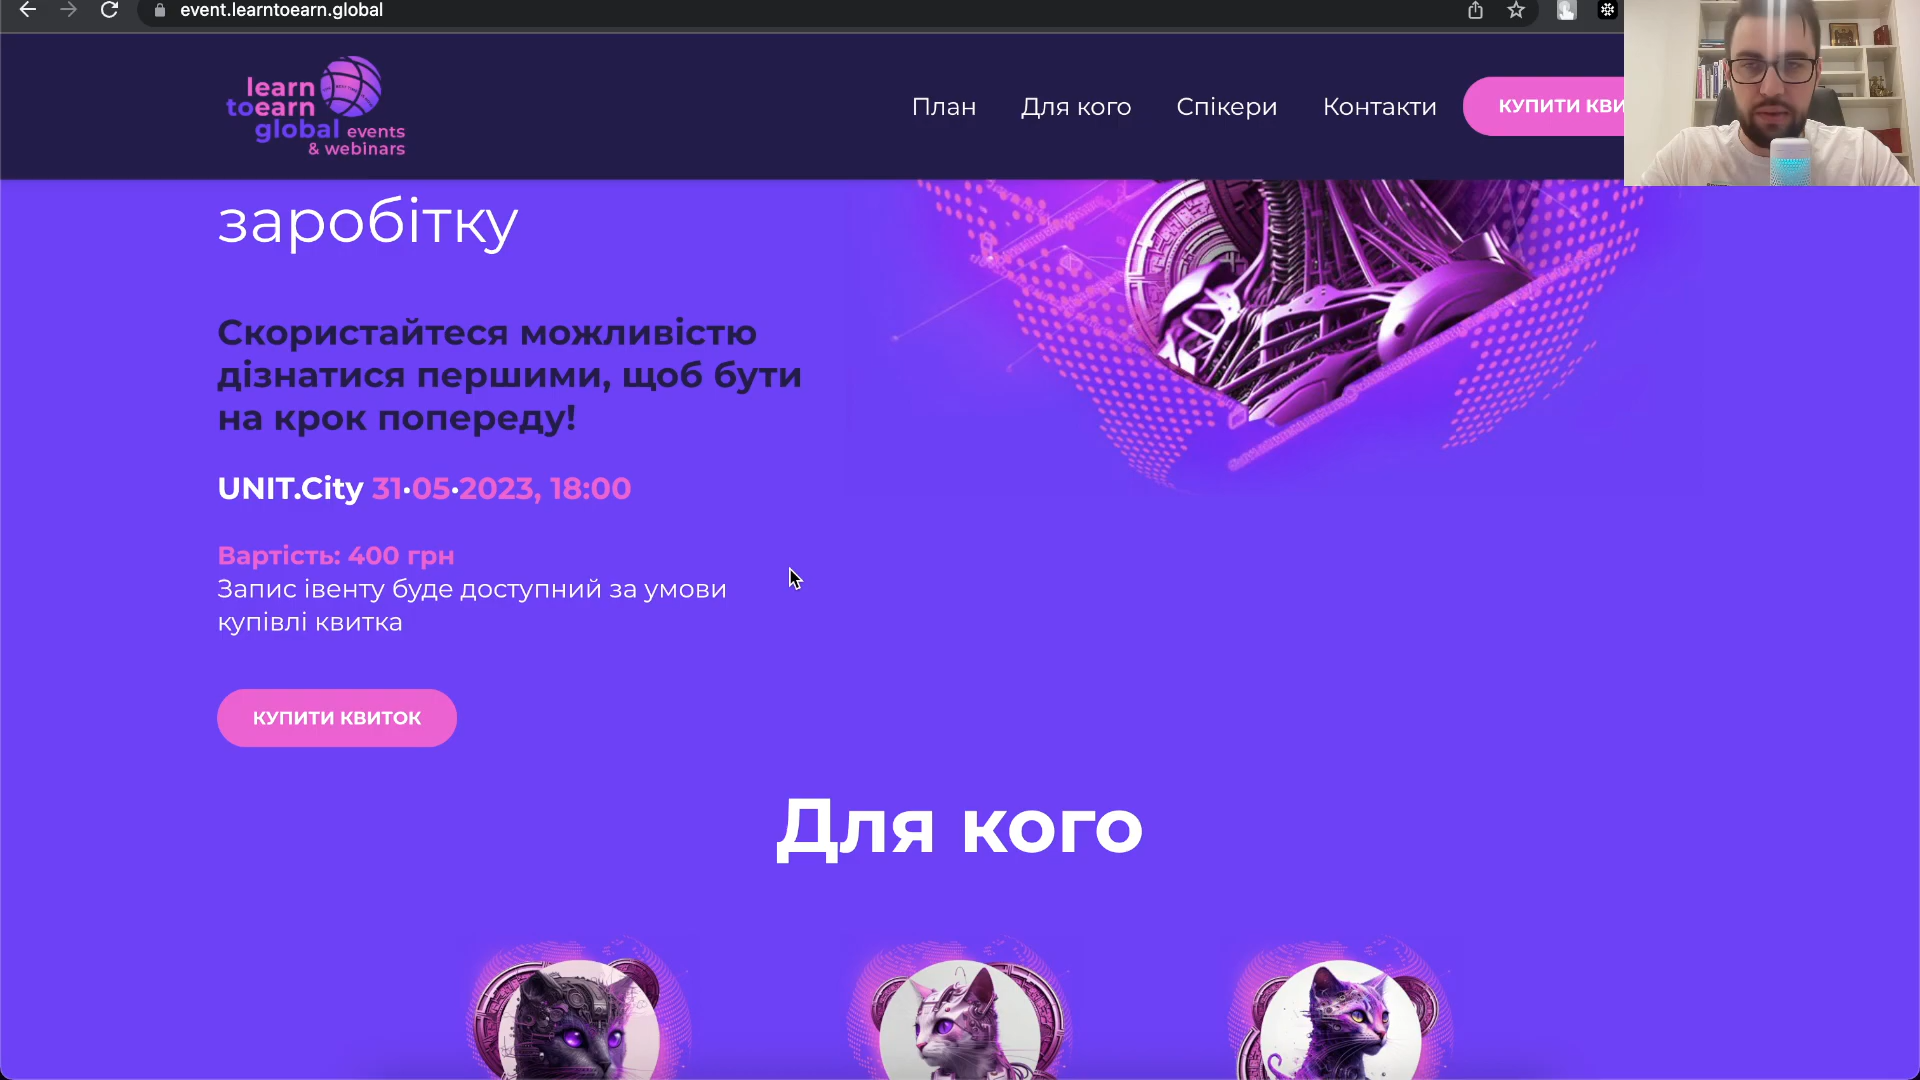 event.learntoearn.global
learn
toearn
global events
& webinars
План
Для кого
Спікери
Контакти
КУПИТИ КВИ
заробітку
Скористайтеся можливістю
дізнатися першими, щоб бути
на крок попереду!
UNIT.City 31•05•2023, 18:00
Вартість: 400 грн
Запис івенту буде доступний за умови
купівлі квитка
КУПИТИ КВИТОК
Для кого